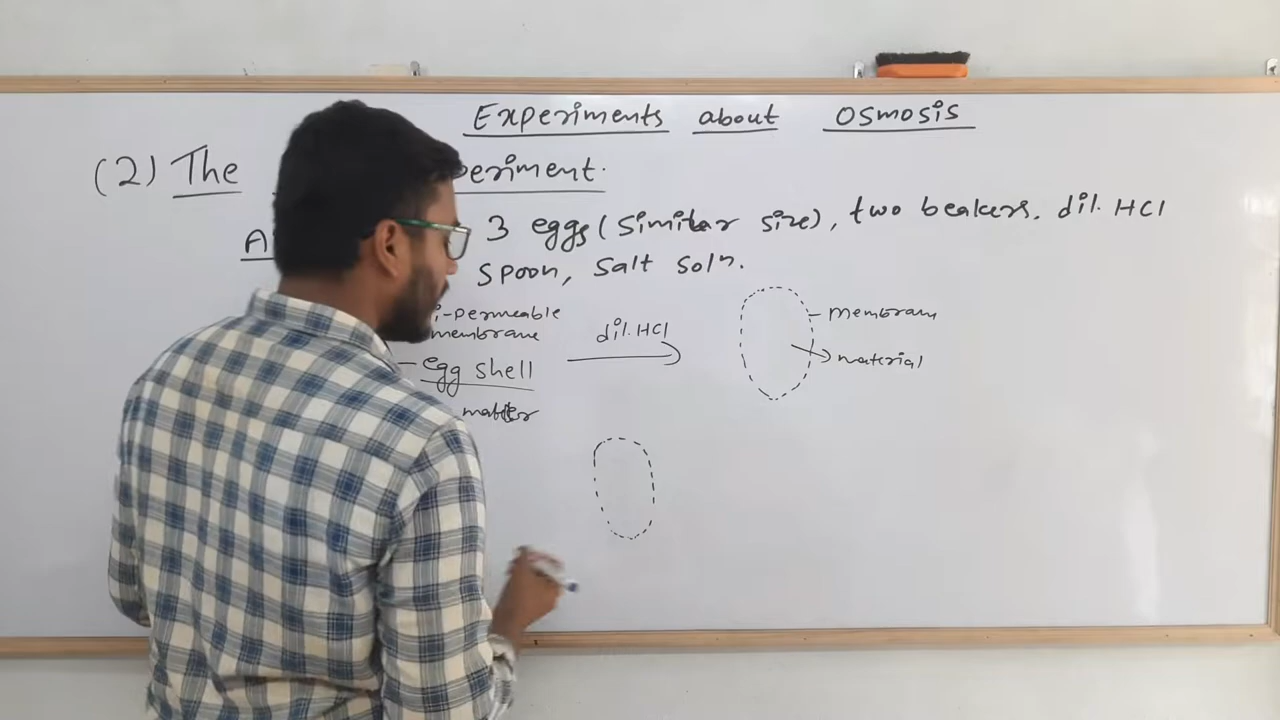 Experiments about osmosis
(2) The periment.
A 3 eggs (Similar size), two beakers, dil. HCl
spoon, Salt soln.
i-permeable
membrane
dil. HCl
egg shell
matter
membram
material